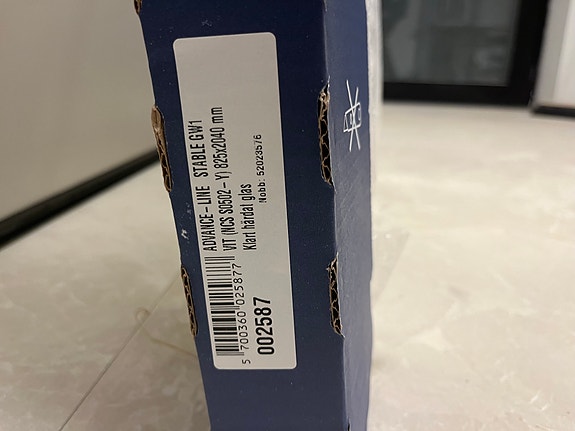 ADVANCE-LINE STABLE GW1
VIT (NCS S0502-Y) 825x2040 mm
Klart härdat glas
Nobb: 52023576
5 700360 025877
002587